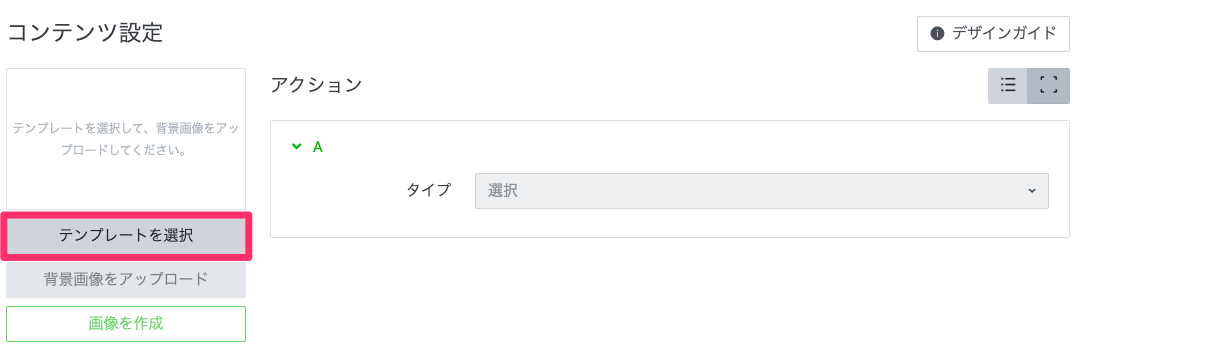 コンテンツ設定
デザインガイド
テンプレートを選択して、背景画像をアッ
プロードしてください。
テンプレートを選択
背景画像をアップロード
画像を作成
アクション
A
タイプ
選択